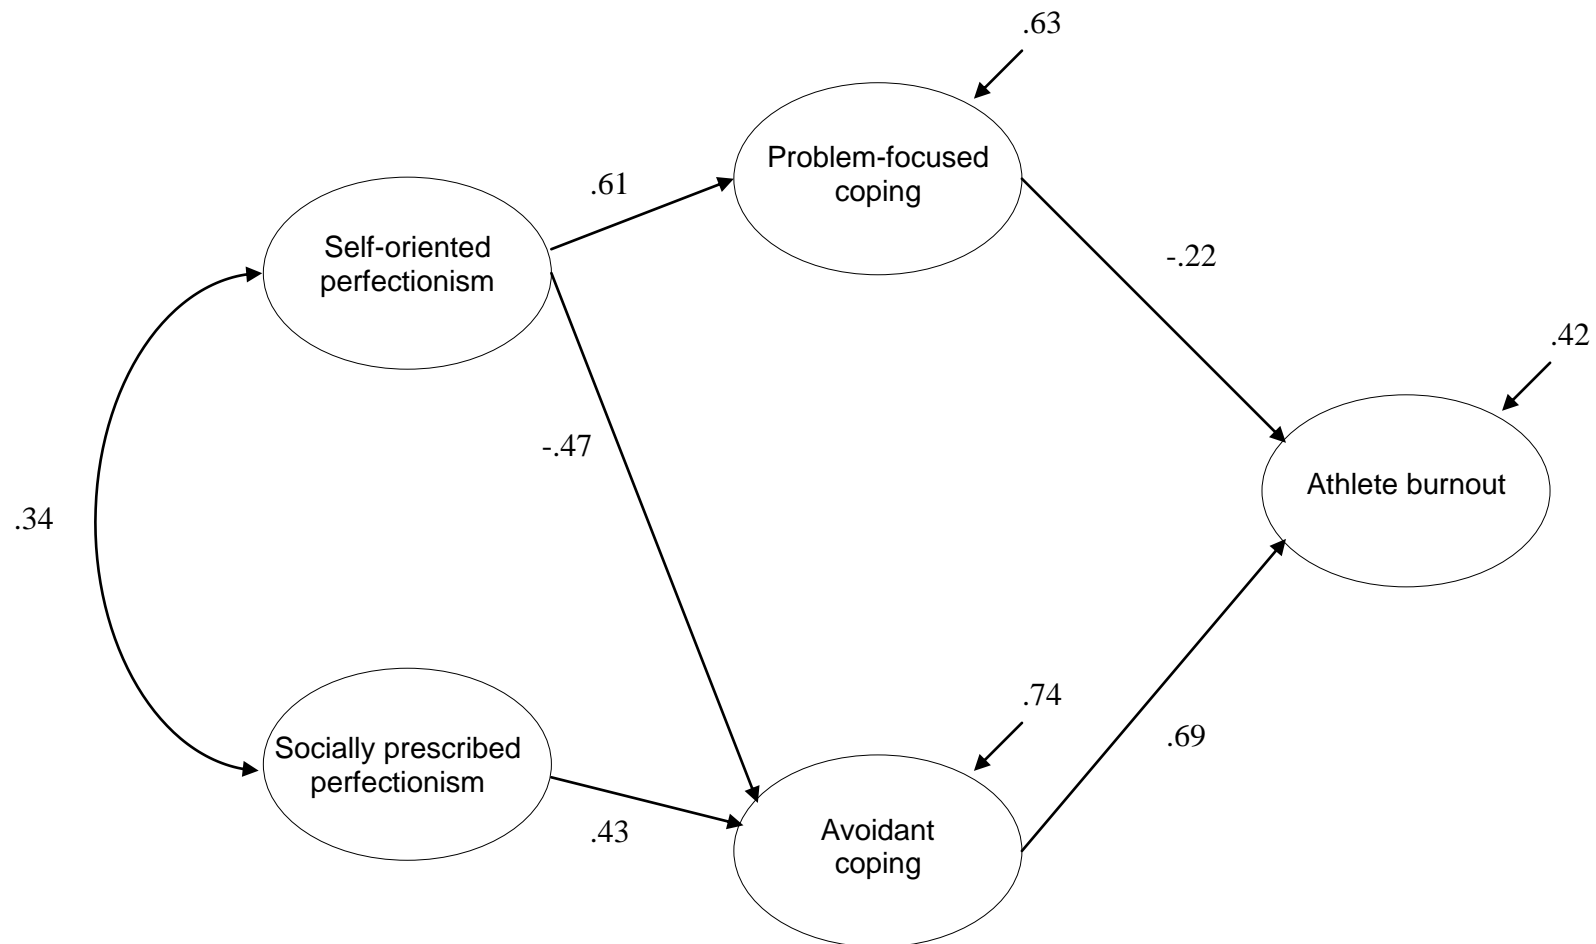 .63
Problem-focused
coping
.61
Self-oriented
perfectionism
-.22
.42
-.47
Athlete burnout
.34
.74
.69
Socially prescribed
perfectionism
.43
Avoidant
coping